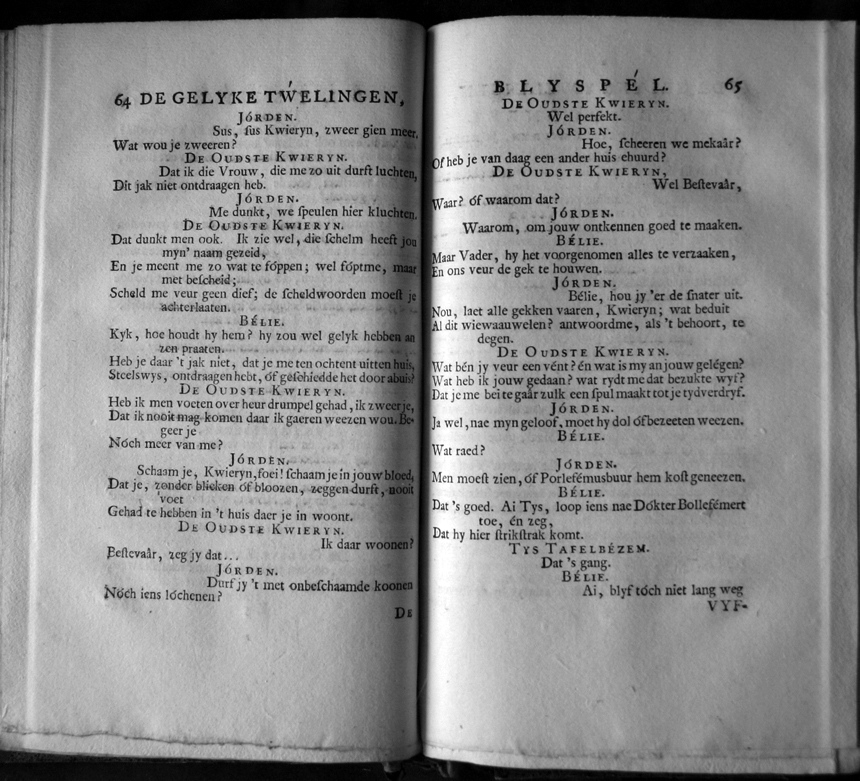 64 DE GELYKE TẂELINGEN,
JÓRDEN.
Sus, ſus Kwieryn, zweer gien meer.
Wat wou je zweeren?
DE OUDSTE KWIERYN.
Dat ik die Vrouw, die me zo uit durft luchten,
Dit jak niet ontdraagen heb.
JÓRDEN.
Me dunkt, we ſpeulen hier kluchten.
DE OUDSTE KWIERYN.
Dat dunkt men ook. Ik zie wel, die ſchelm heeft jou
myn' naam gezeid,
En je meent me zo wat te fóppen; wel fóptme, maar
met beſcheid;
Scheld me veur geen dief; de ſcheldwoorden moeſt je
achterlaaten.
BÉLIE.
Kyk, hoe houdt hy hem? hy zou wel gelyk hebben an
zen praaten.
Heb je daar 't jak niet, dat je me ten ochtent uitten huis,
Steelswys, ontdraagen hebt, óf geſchiedde het door abuis?
DE OUDSTE KWIERYN.
Heb ik men voeten over heur drumpel gehad, ik zweer je,
Dat ik nooit mag komen daar ik gaeren weezen wou. Be-
geer je
Nóch meer van me?
JÓRDEN.
Schaam je, Kwieryn, foei! ſchaam je in jouw bloed,
Dat je, zonder blieken óf bloozen, zeggen durft, nooit
voet
Gehad te hebben in 't huis daer je in woont.
DE OUDSTE KWIERYN.
Ik daar woonen?
Beſtevaâr, zeg jy dat...
JÓRDEN.
Durf jy 't met onbeſchaamde koonen
Nóch iens lóchenen?
DE
BLYSPÉL. 65
DE OUDSTE KWIERYN.
Wel perfekt.
JÓRDEN.
Hoe, ſcheeren we mekaâr?
Of heb je van daag een ander huis ehuurd?
DE OUDSTE KWIERYN,
Wel Beſtevaâr,
Waar? óf waarom dat?
JÓRDEN.
Waarom, om jouw ontkennen goed te maaken.
BÉLIE.
Maar Vader, hy het voorgenomen alles te verzaaken,
En ons veur de gek te houwen.
JÓRDEN.
Bélie, hou jy 'er de ſnater uit.
Nou, laet alle gekken vaaren, Kwieryn; wat beduit
Al dit wiewaauwelen? antwoordme, als 't behoort, te
degen.
DE OUDSTE KWIERYN.
Wat bén jy veur een vént? én wat is my an jouw gelégen?
Wat heb ik jouw gedaan? wat rydt me dat bezukte wyf?
Dat je me bei te gaâr zulk een ſpul maakt tot je tydverdryf.
JÓRDEN.
Ja wel, nae myn geloof, moet hy dol óf bezeeten weezen.
BÉLIE.
Wat raed?
JÓRDEN.
Men moeſt zien, óf Porlefémusbuur hem koſt geneezen.
BÉLIE.
Dat 's goed. Ai Tys, loop iens nae Dókter Bollefémert
toe, én zeg,
Dat hy hier ſtrikſtrak komt.
TYS TAFELBÉZEM.
Dat 's gang.
BÉLIE.
Ai, blyf tóch niet lang weg
VYF-